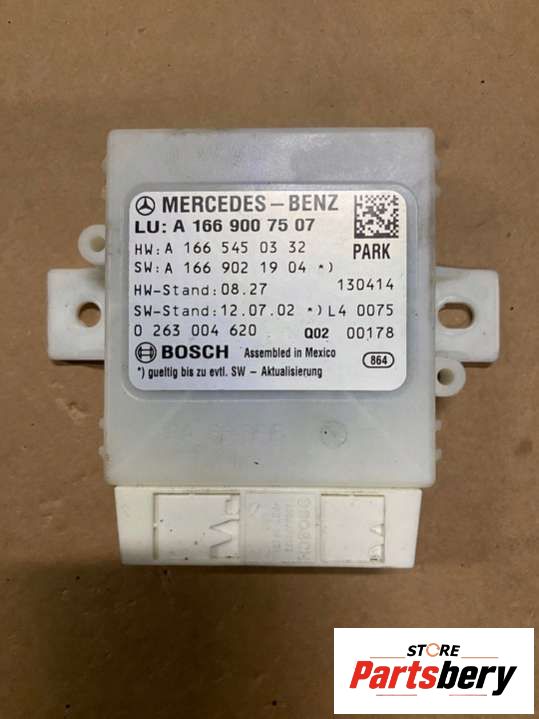 MERCEDES-BENZ
LU: A 166 900 75 07
HW: A 166 545 03 32
PARK
SW: A 166 902 19 04 *)
HW-Stand: 08.27 130414
SW-Stand: 12.07.02 *) L4 0075
0 263 004 620 Q02 00178
BOSCH Assembled in Mexico 864
*) gueltig bis zu evtl. SW - Aktualisierung
STORE
Partsbery